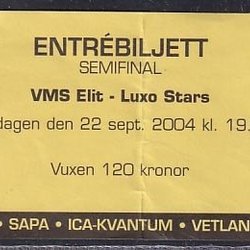 ENTRÉBILJETT
SEMIFINAL
VMS Elit - Luxo Stars
dagen den 22 sept. 2004 kl. 19.
Vuxen 120 kronor
• SAPA • ICA-KVANTUM • VETLAN